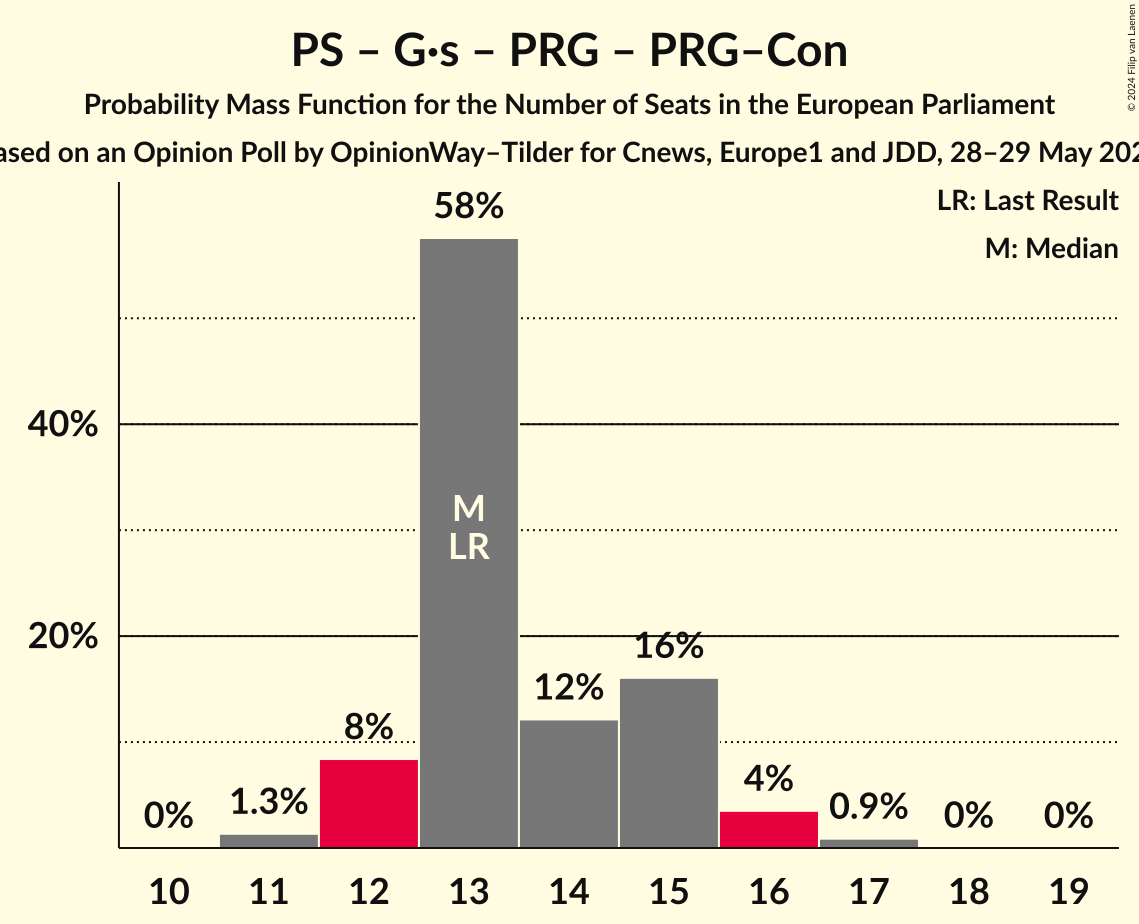 PS – G·s – PRG – PRG–Con
Probability Mass Function for the Number of Seats in the European Parliament
on an Opinion Poll by OpinionWay–Tilder for Cnews, Europe1 and JDD, 28–29 May
© 2024 Filip van Laenen
LR: Last Result
M: Median
58%
40%
M
LR
20%
16%
12%
8%
4%
0%
1.3%
0.9%
0%
0%
10 11 12 13 14 15 16 17 18 19